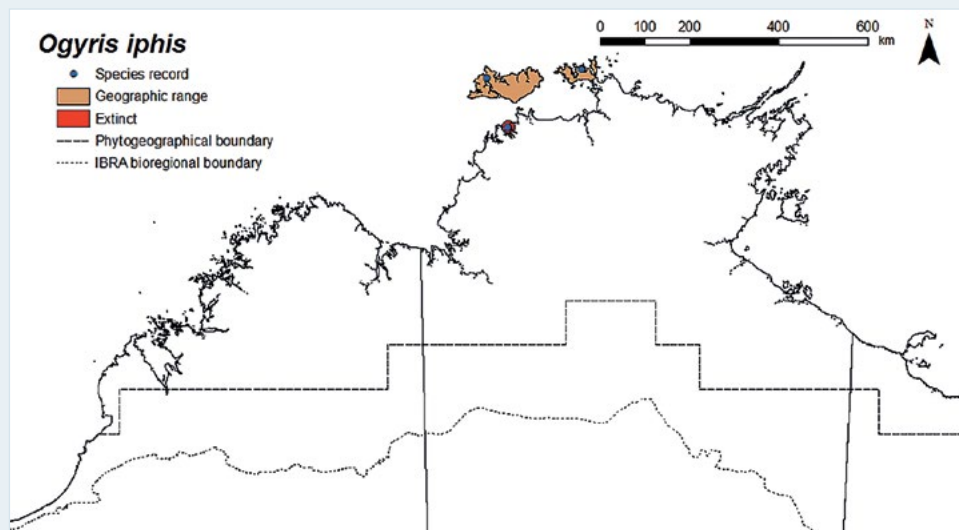 Ogyris iphis
Species record
Geographic range
Extinct
Phytogeographical boundary
IBRA bioregional boundary
0 100 200 400 600
km
N